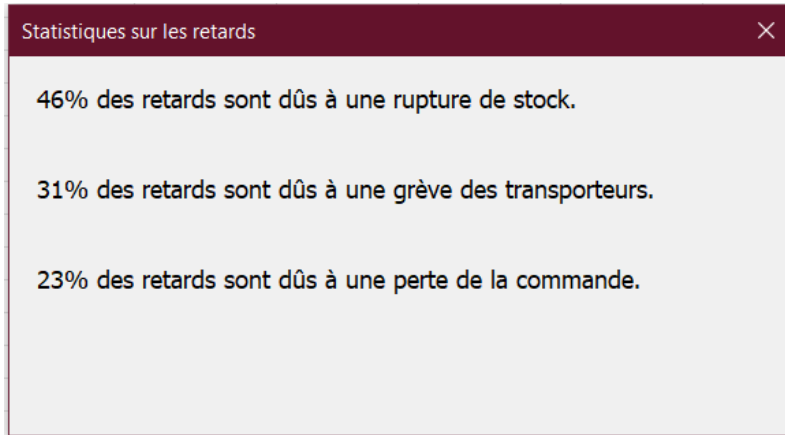 Statistiques sur les retards
46% des retards sont dûs à une rupture de stock.
31% des retards sont dûs à une grève des transporteurs.
23% des retards sont dûs à une perte de la commande.